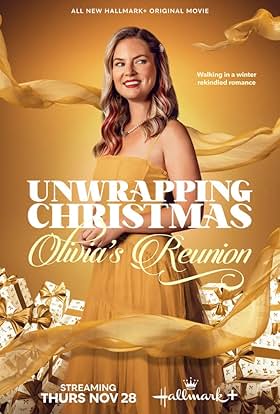 ALL NEW HALLMARK+ ORIGINAL MOVIE
Walking in a winter
rekindled romance
UNWRAPPING
CHRISTMAS
Olivia's Reunion
STREAMING
THURS NOV 28
Hallmark+